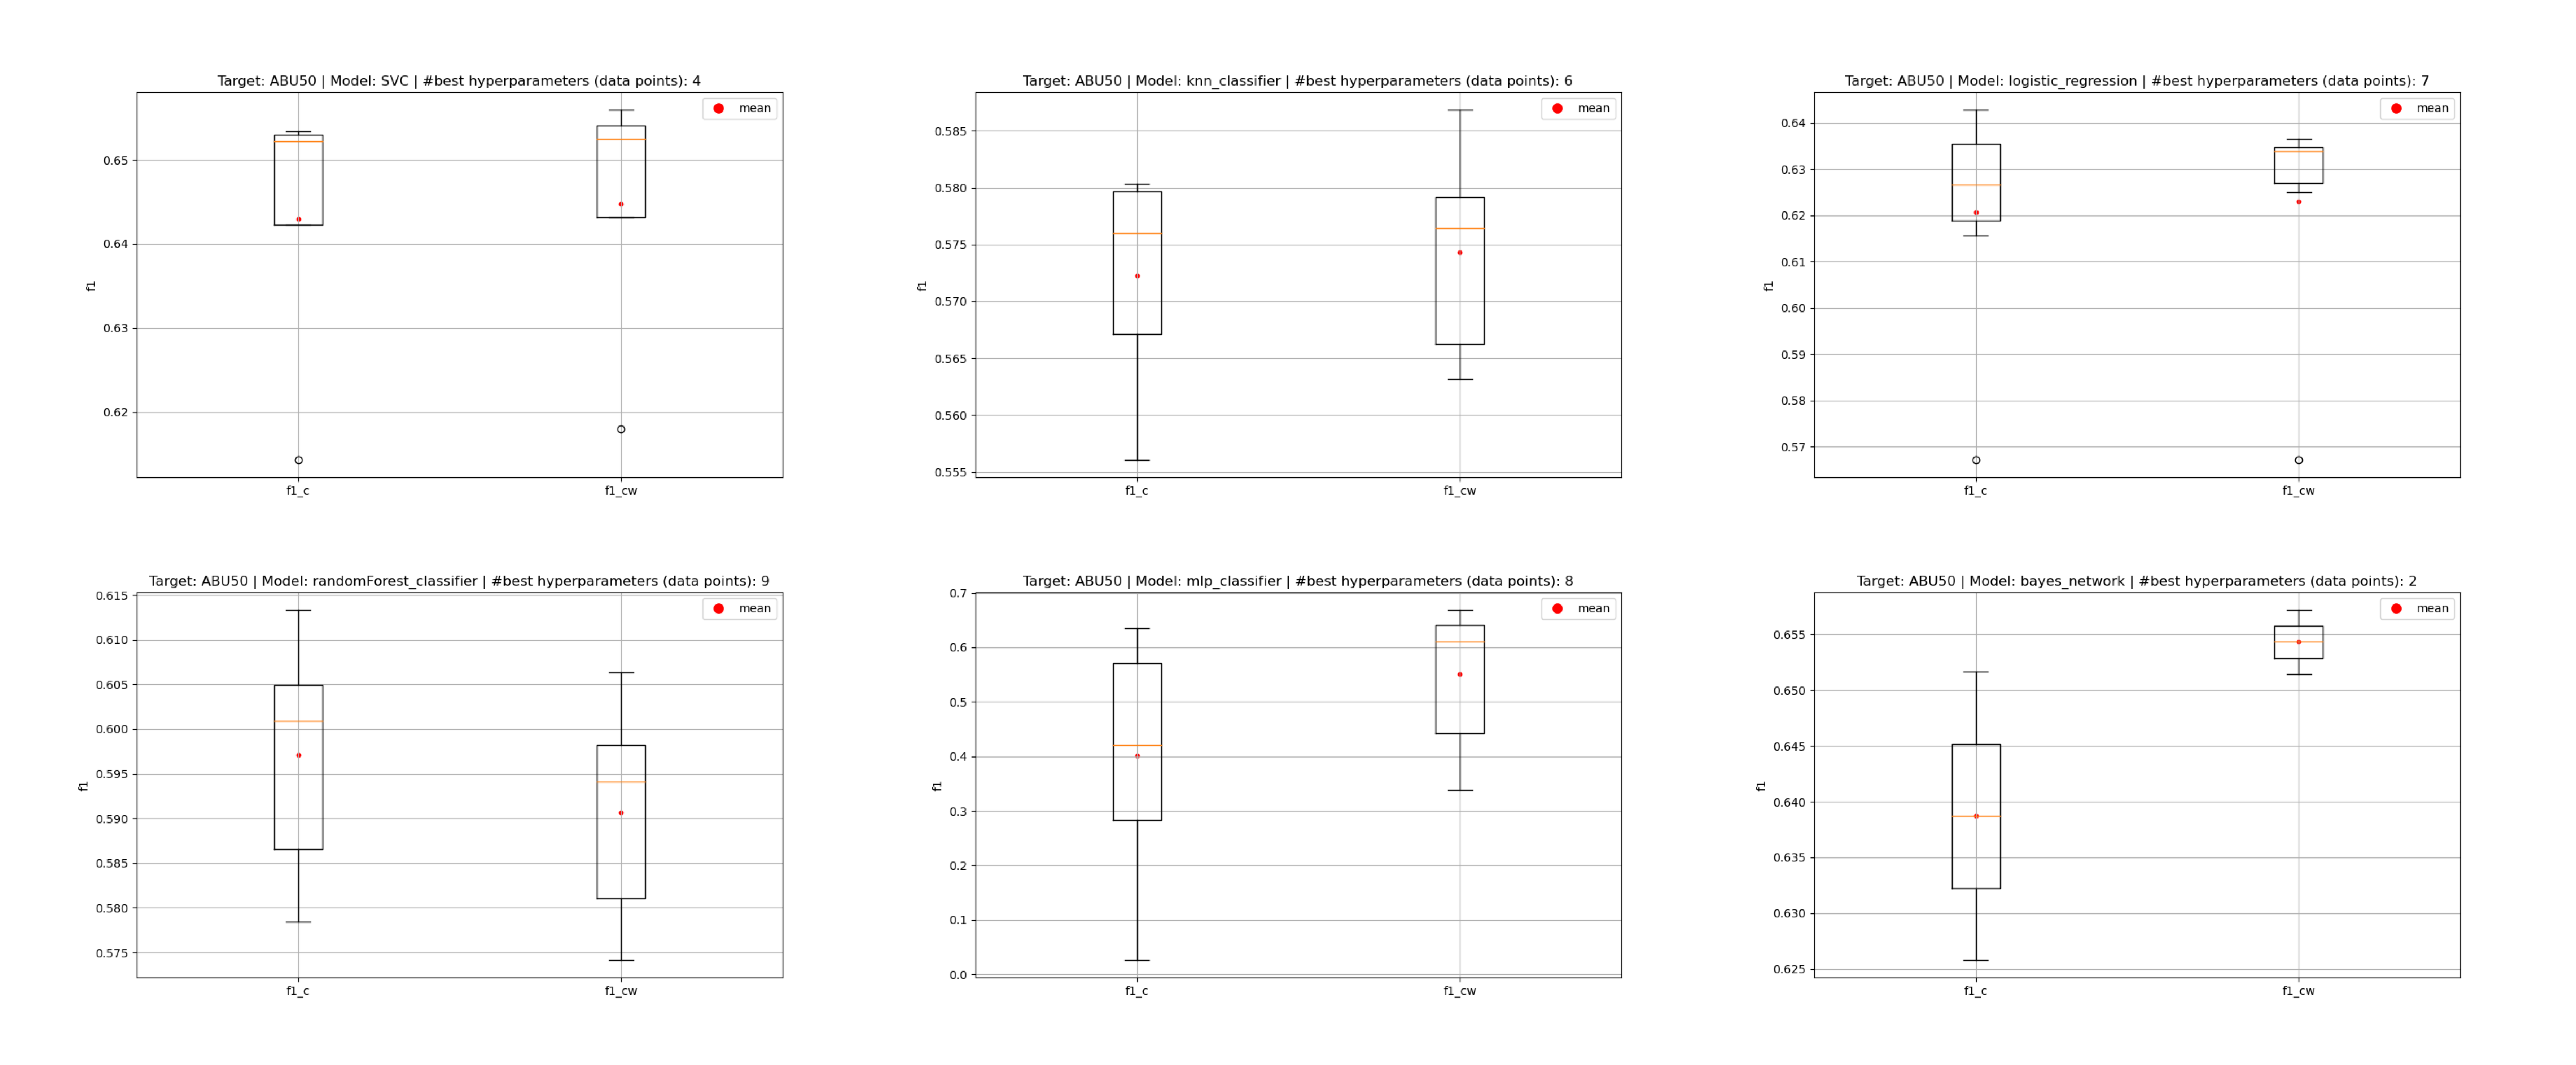 Target: ABU50 | Model: SVC | #best hyperparameters (data points): 4
mean
0.65
0.64
0.63
0.62
f1
f1_c
f1_cw
Target: ABU50 | Model: knn_classifier | #best hyperparameters (data points): 6
mean
0.585
0.580
0.575
0.570
0.565
0.560
0.555
f1
f1_c
f1_cw
Target: ABU50 | Model: logistic_regression | #best hyperparameters (data points): 7
mean
0.64
0.63
0.62
0.61
0.60
0.59
0.58
0.57
f1
f1_c
f1_cw
Target: ABU50 | Model: randomForest_classifier | #best hyperparameters (data points): 9
mean
0.615
0.610
0.605
0.600
0.595
0.590
0.585
0.580
0.575
f1
f1_c
f1_cw
Target: ABU50 | Model: mlp_classifier | #best hyperparameters (data points): 8
mean
0.7
0.6
0.5
0.4
0.3
0.2
0.1
0.0
f1
f1_c
f1_cw
Target: ABU50 | Model: bayes_network | #best hyperparameters (data points): 2
mean
0.655
0.650
0.645
0.640
0.635
0.630
0.625
f1
f1_c
f1_cw